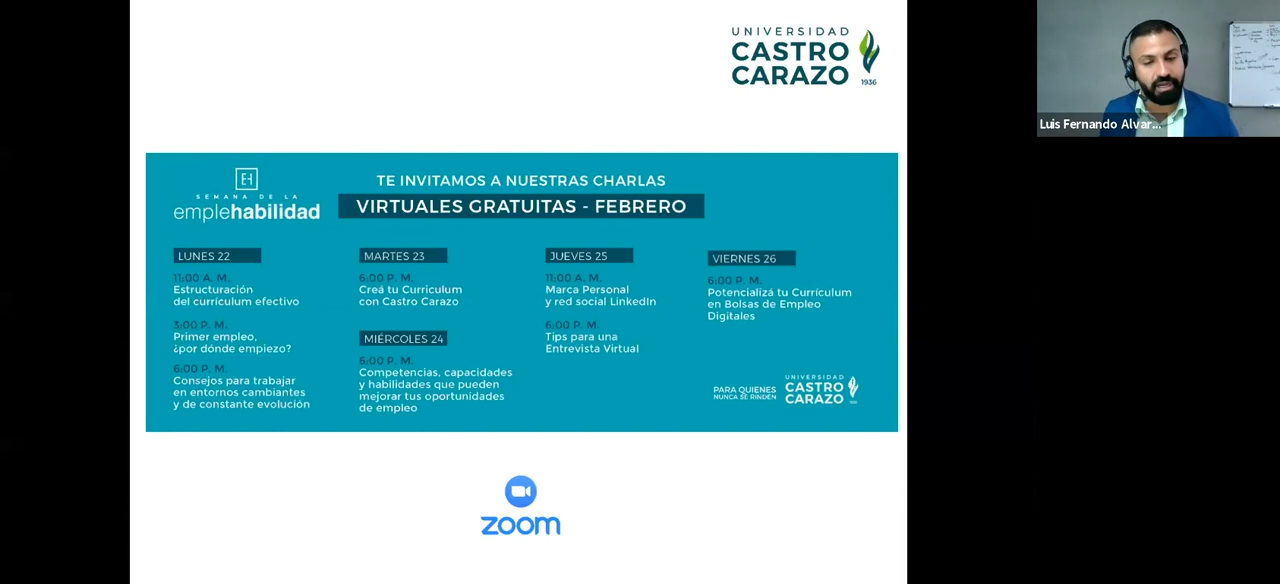 UNIVERSIDAD
CASTRO
CARAZO
1936
Luis Fernando Alvar...
EH
SEMANA DE LA
emplehabilidad
TE INVITAMOS A NUESTRAS CHARLAS
VIRTUALES GRATUITAS - FEBRERO
LUNES 22
11:00 A. M.
Estructuración
del currículum efectivo
3:00 P. M.
Primer empleo,
¿por dónde empiezo?
6:00 P. M.
Consejos para trabajar
en entornos cambiantes
y de constante evolución
MARTES 23
6:00 P. M.
Creá tu Curriculum
con Castro Carazo
MIÉRCOLES 24
6:00 P. M.
Competencias, capacidades
y habilidades que pueden
mejorar tus oportunidades
de empleo
JUEVES 25
11:00 A. M.
Marca Personal
y red social LinkedIn
6:00 P. M.
Tips para una
Entrevista Virtual
VIERNES 26
6:00 P. M.
Potencializá tu Currículum
en Bolsas de Empleo
Digitales
PARA QUIENES
NUNCA SE RINDEN
UNIVERSIDAD
CASTRO
CARAZO
zoom